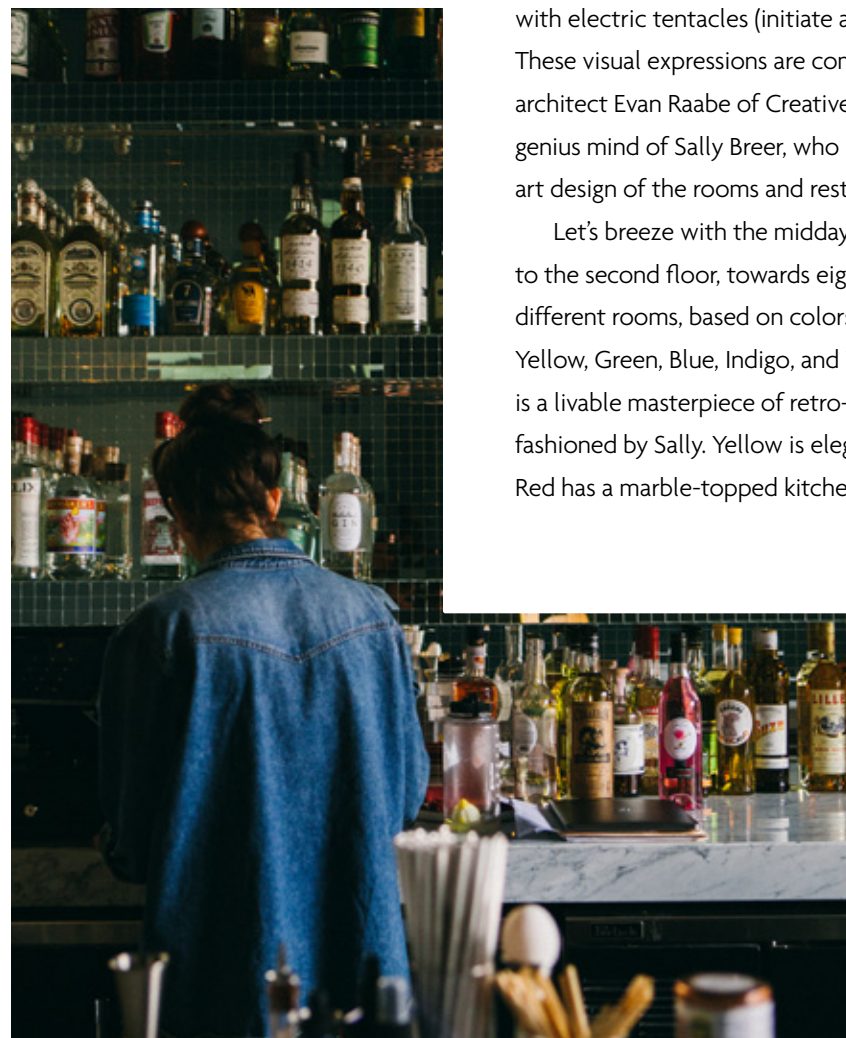 with electric tentacles (initiate a
These visual expressions are con
architect Evan Raabe of Creative
genius mind of Sally Breer, who
art design of the rooms and rest
Let’s breeze with the midday
to the second floor, towards eig
different rooms, based on colors
Yellow, Green, Blue, Indigo, and
is a livable masterpiece of retro-
fashioned by Sally. Yellow is eleg
Red has a marble-topped kitche
GIN
LILLE